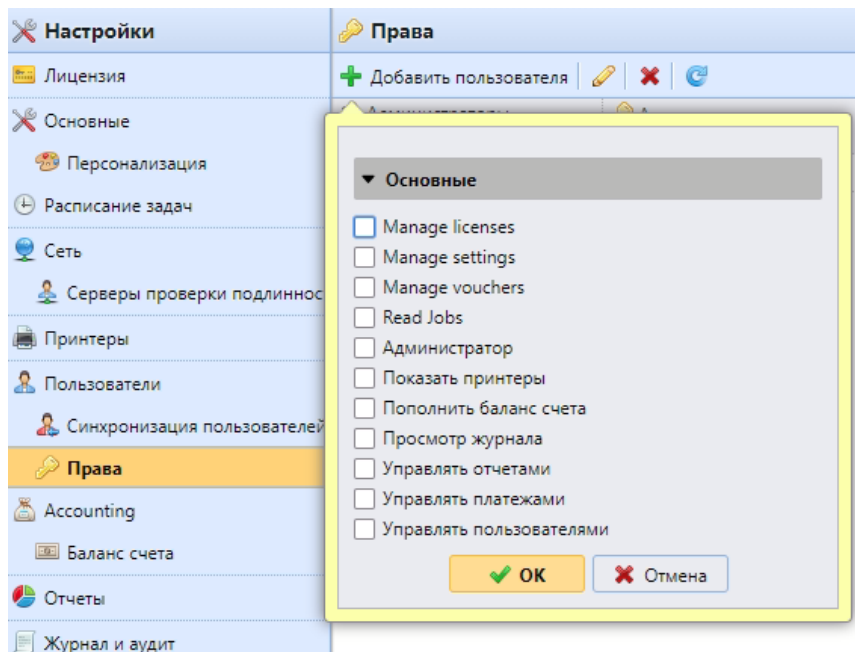 Настройки
Лицензия
Основные
Персонализация
Расписание задач
Сеть
Серверы проверки подлиннос
Принтеры
Пользователи
Синхронизация пользователей
Права
Accounting
Баланс счета
Отчеты
Журнал и аудит
Права
Добавить пользователя
Основные
Manage licenses
Manage settings
Manage vouchers
Read Jobs
Администратор
Показать принтеры
Пополнить баланс счета
Просмотр журнала
Управлять отчетами
Управлять платежами
Управлять пользователями
OK
Отмена